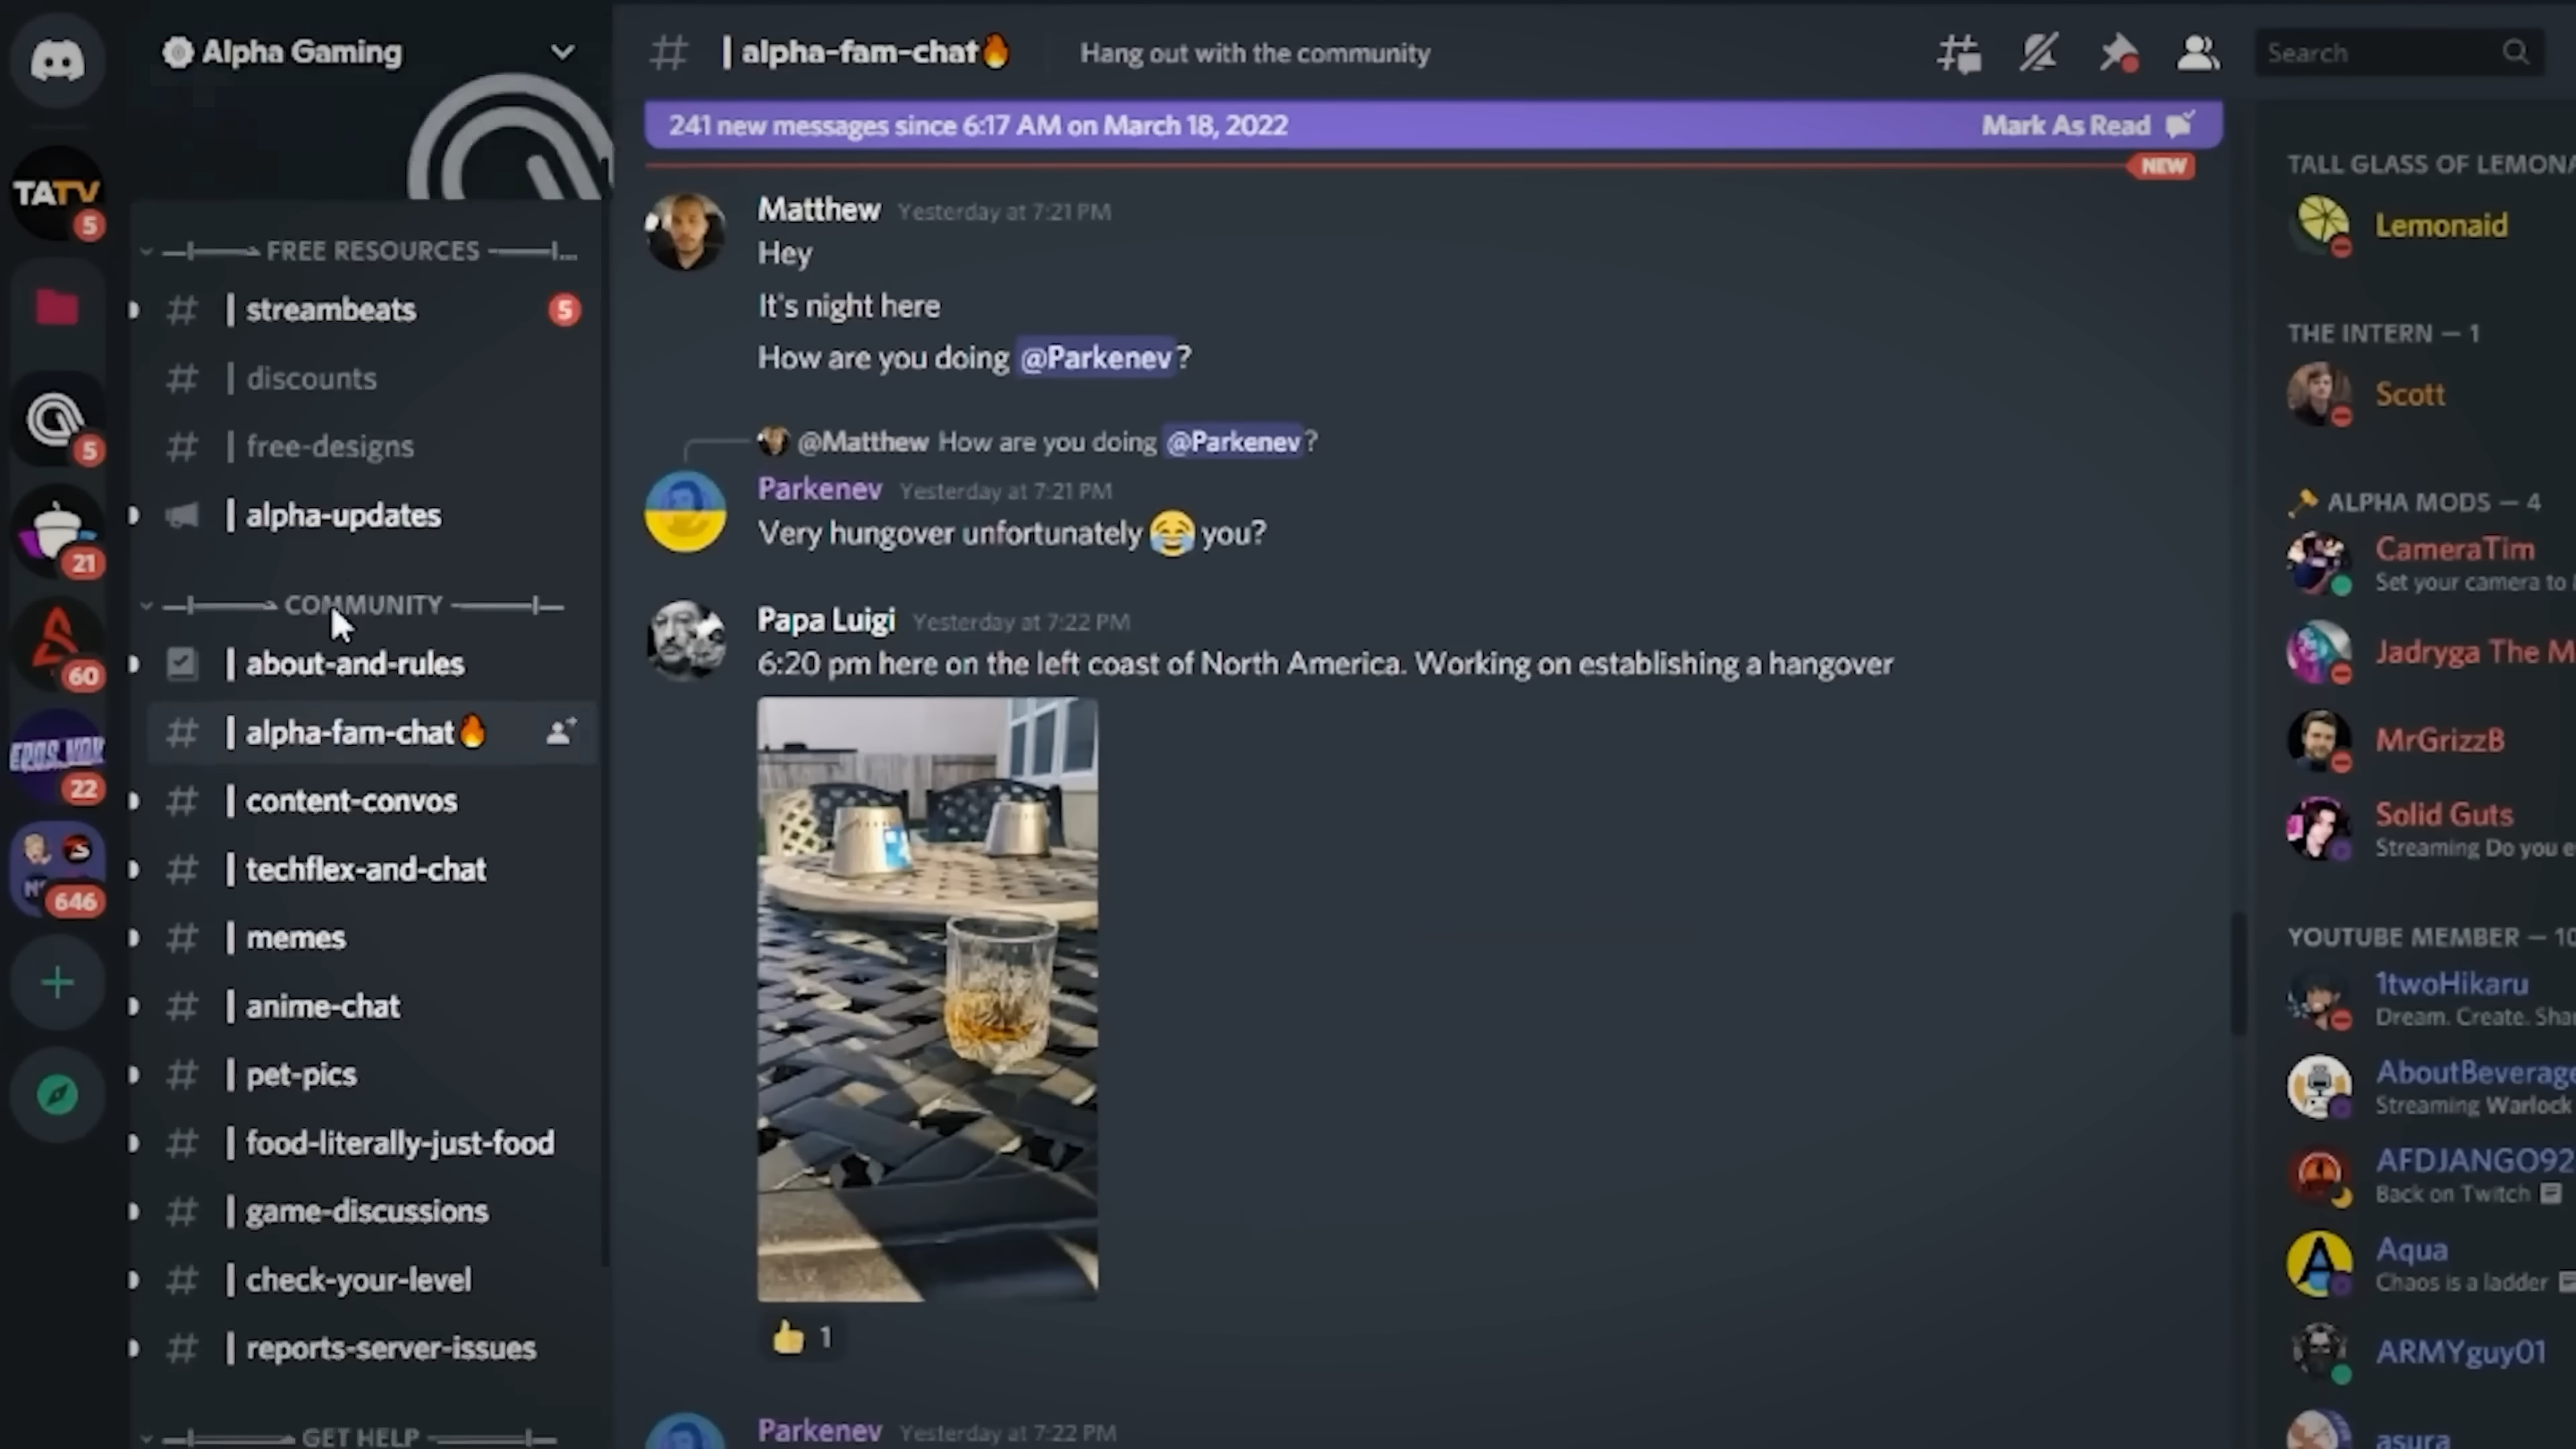 Alpha Gaming
TATV
5
5
21
60
22
646
FREE RESOURCES
streambeats
5
discounts
free-designs
alpha-updates
COMMUNITY
about-and-rules
alpha-fam-chat🔥
content-convos
techflex-and-chat
memes
anime-chat
pet-pics
food-literally-just-food
game-discussions
check-your-level
reports-server-issues
GET HELP
alpha-fam-chat🔥
Hang out with the community
Search
241 new messages since 6:17 AM on March 18, 2022
Mark As Read
NEW
Matthew Yesterday at 7:21 PM
Hey
It's night here
How are you doing @Parkenev?
@Matthew How are you doing @Parkenev?
Parkenev Yesterday at 7:21 PM
Very hungover unfortunately 😂 you?
Papa Luigi Yesterday at 7:22 PM
6:20 pm here on the left coast of North America. Working on establishing a hangover
👍 1
Parkenev Yesterday at 7:22 PM
TALL GLASS OF LEMONA
Lemonaid
THE INTERN — 1
Scott
ALPHA MODS — 4
CameraTim
Set your camera to
Jadryga The M
MrGrizzB
Solid Guts
Streaming Do you e
YOUTUBE MEMBER — 10
1twoHikaru
Dream. Create. Shar
AboutBeverage
Streaming Warlock
AFDJANGO92
Back on Twitch
Aqua
Chaos is a ladder
ARMYguy01
asura